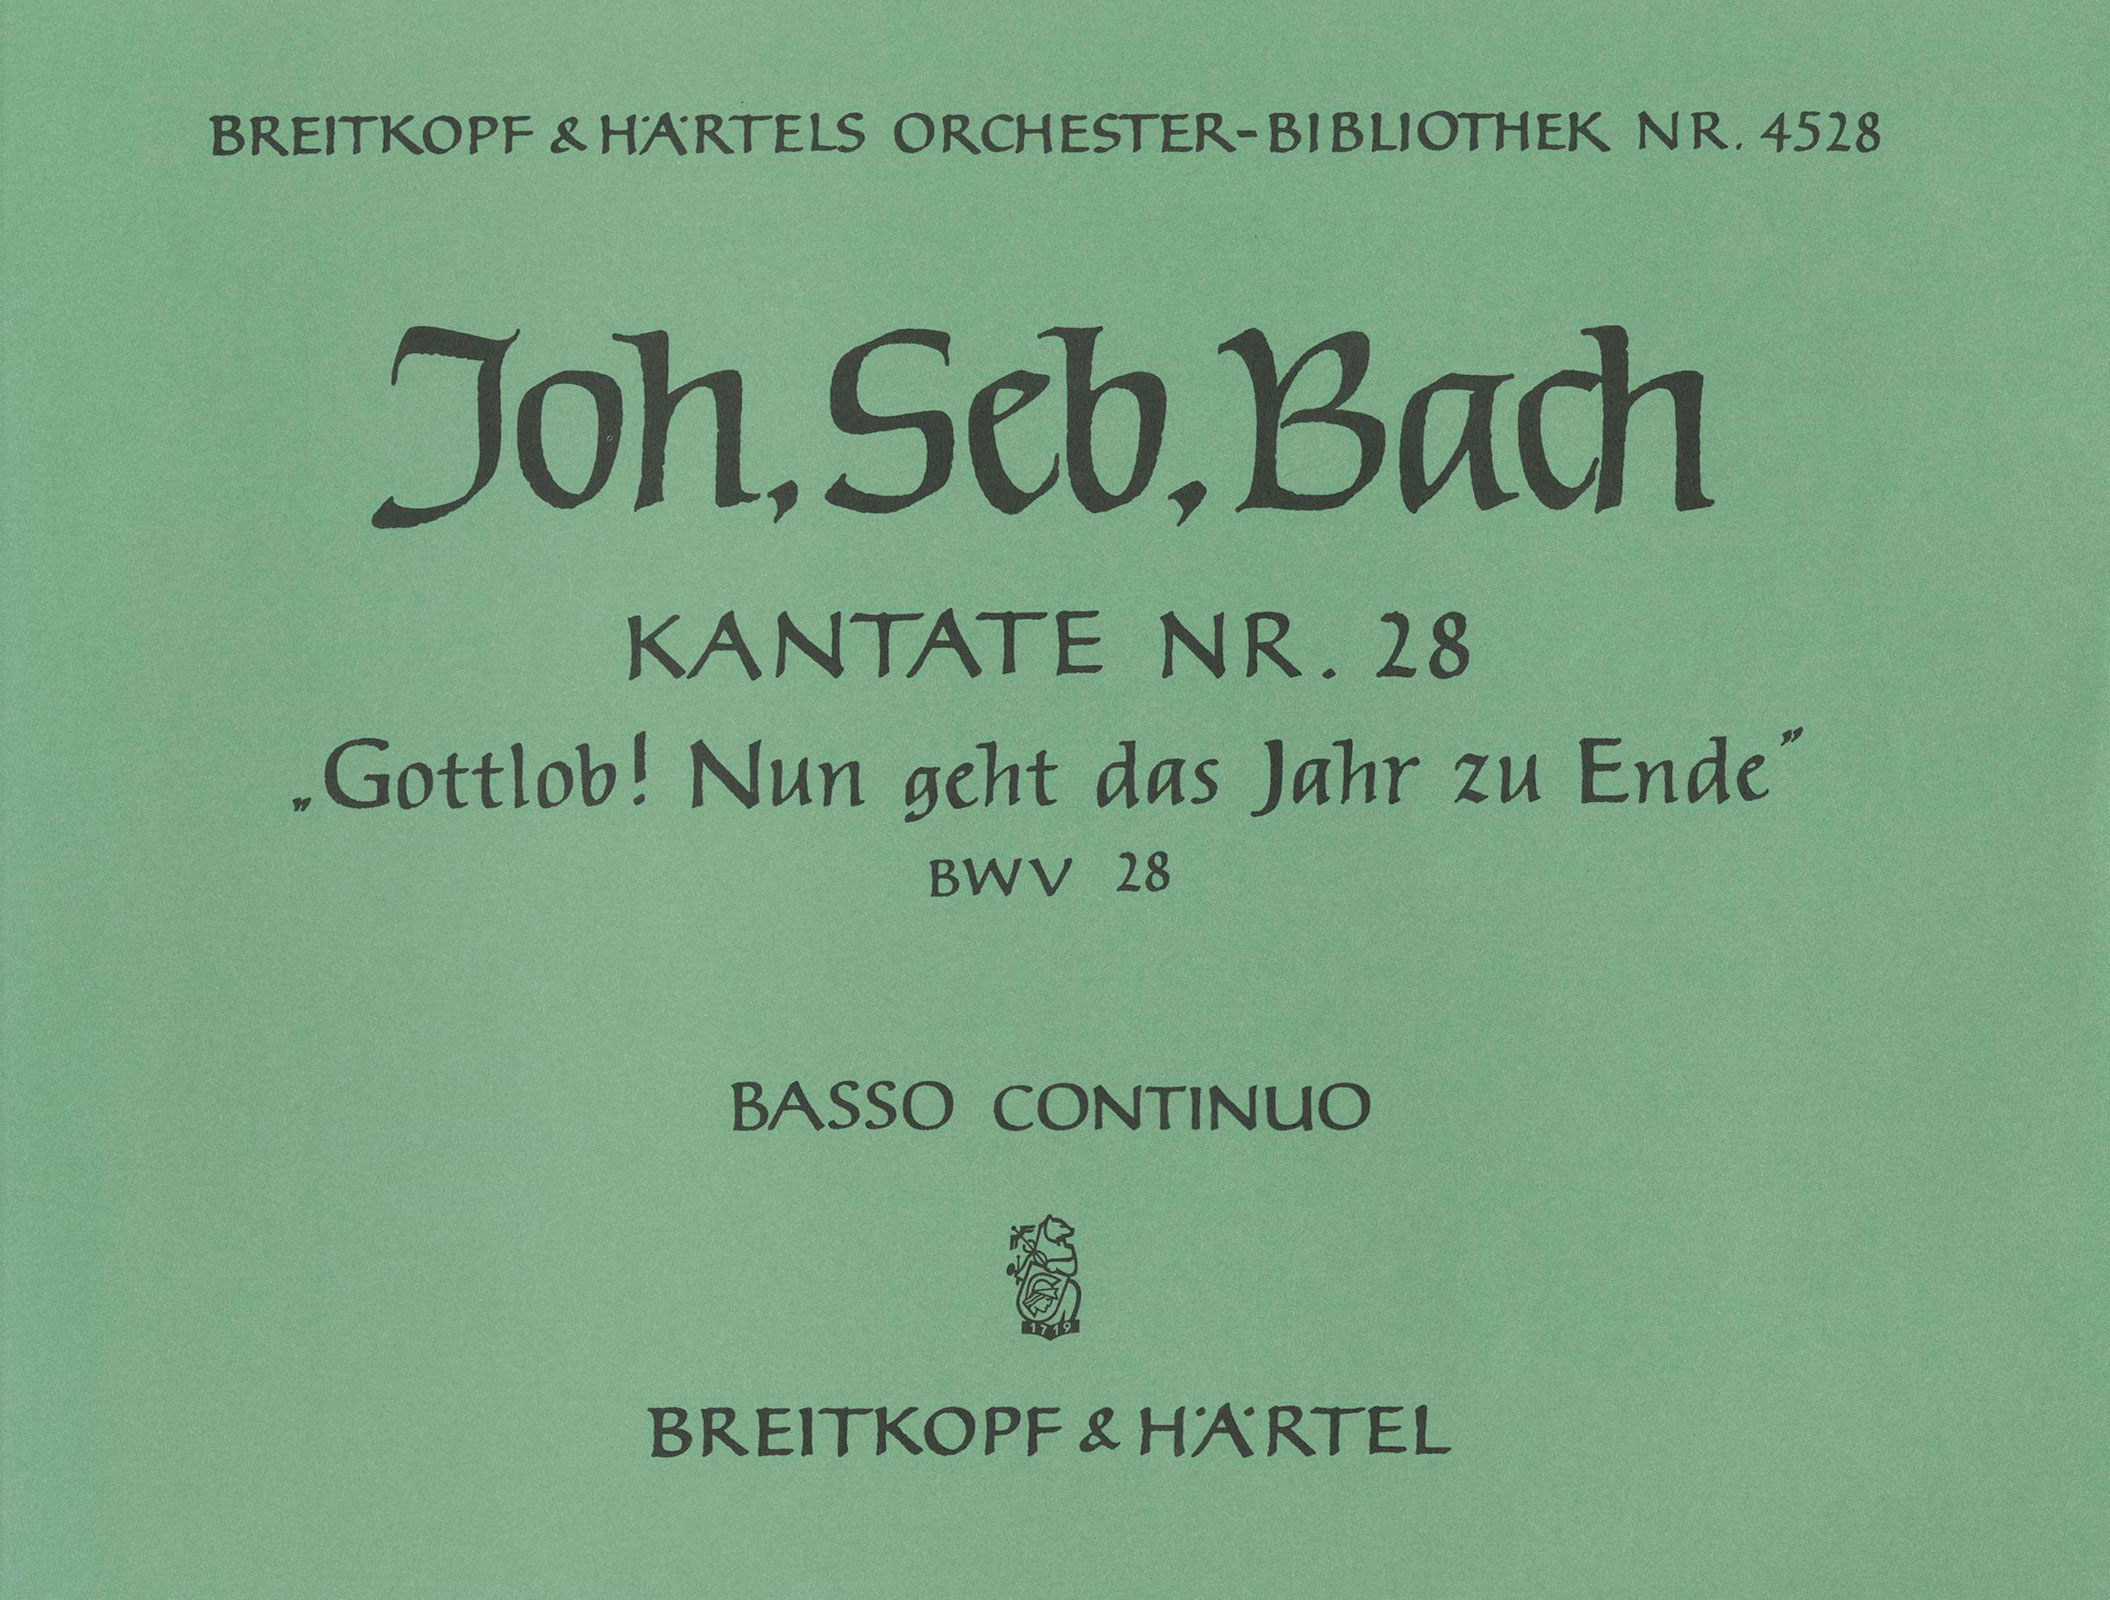 BREITKOPF & HÄRTELS ORCHESTER-BIBLIOTHEK NR. 4528
Joh. Seb. Bach
KANTATE NR. 28
„Gottlob! Nun geht das Jahr zu Ende”
BWV 28
BASSO CONTINUO
1719
BREITKOPF & HÄRTEL